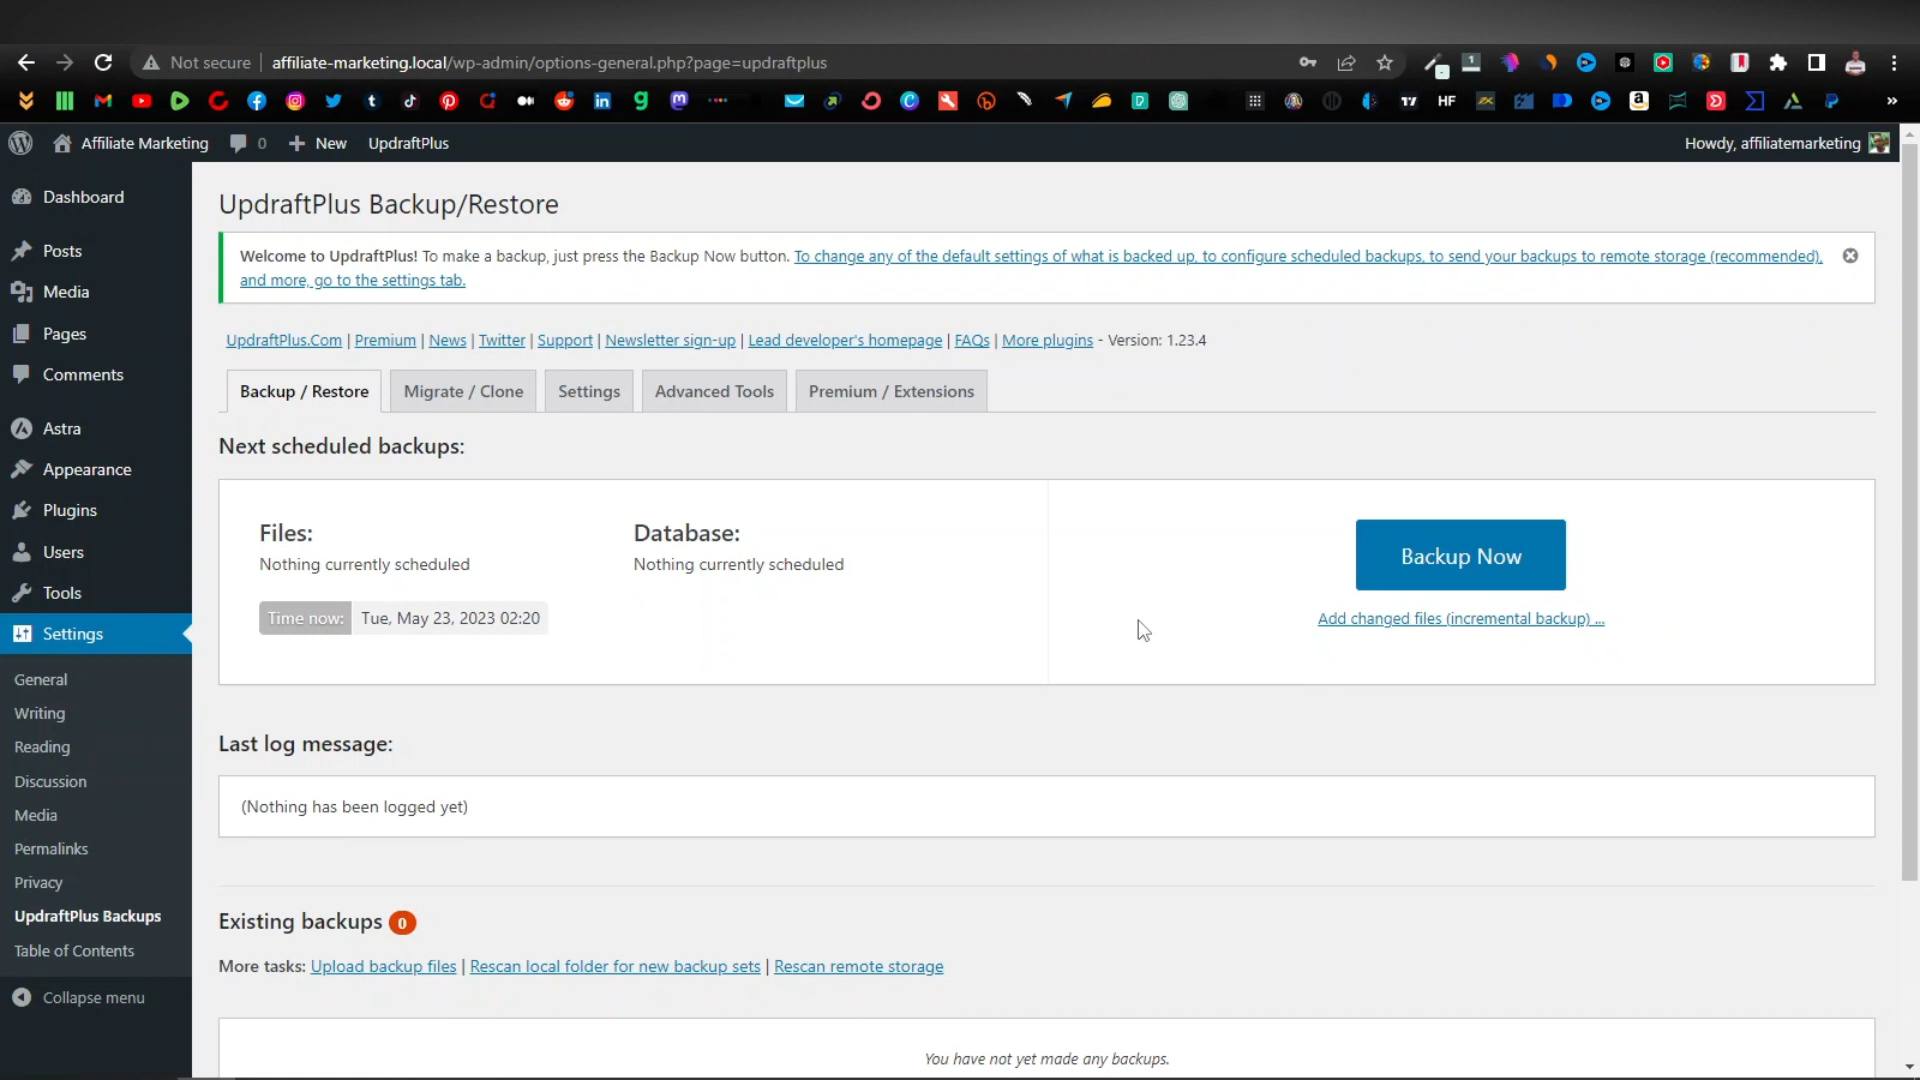 Not secure | affiliate-marketing.local/wp-admin/options-general.php?page=updraftplus
HF
Affiliate Marketing 0 New UpdraftPlus Howdy, affiliatemarketing
Dashboard
Posts
Media
Pages
Comments
Astra
Appearance
Plugins
Users
Tools
Settings
General
Writing
Reading
Discussion
Media
Permalinks
Privacy
UpdraftPlus Backups
Table of Contents
Collapse menu
UpdraftPlus Backup/Restore
Welcome to UpdraftPlus! To make a backup, just press the Backup Now button. To change any of the default settings of what is backed up, to configure scheduled backups, to send your backups to remote storage (recommended),
and more, go to the settings tab.
UpdraftPlus.Com | Premium | News | Twitter | Support | Newsletter sign-up | Lead developer's homepage | FAQs | More plugins - Version: 1.23.4
Backup / Restore Migrate / Clone Settings Advanced Tools Premium / Extensions
Next scheduled backups:
Files:
Nothing currently scheduled
Database:
Nothing currently scheduled
Time now: Tue, May 23, 2023 02:20
Backup Now
Add changed files (incremental backup) ...
Last log message:
(Nothing has been logged yet)
Existing backups 0
More tasks: Upload backup files | Rescan local folder for new backup sets | Rescan remote storage
You have not yet made any backups.